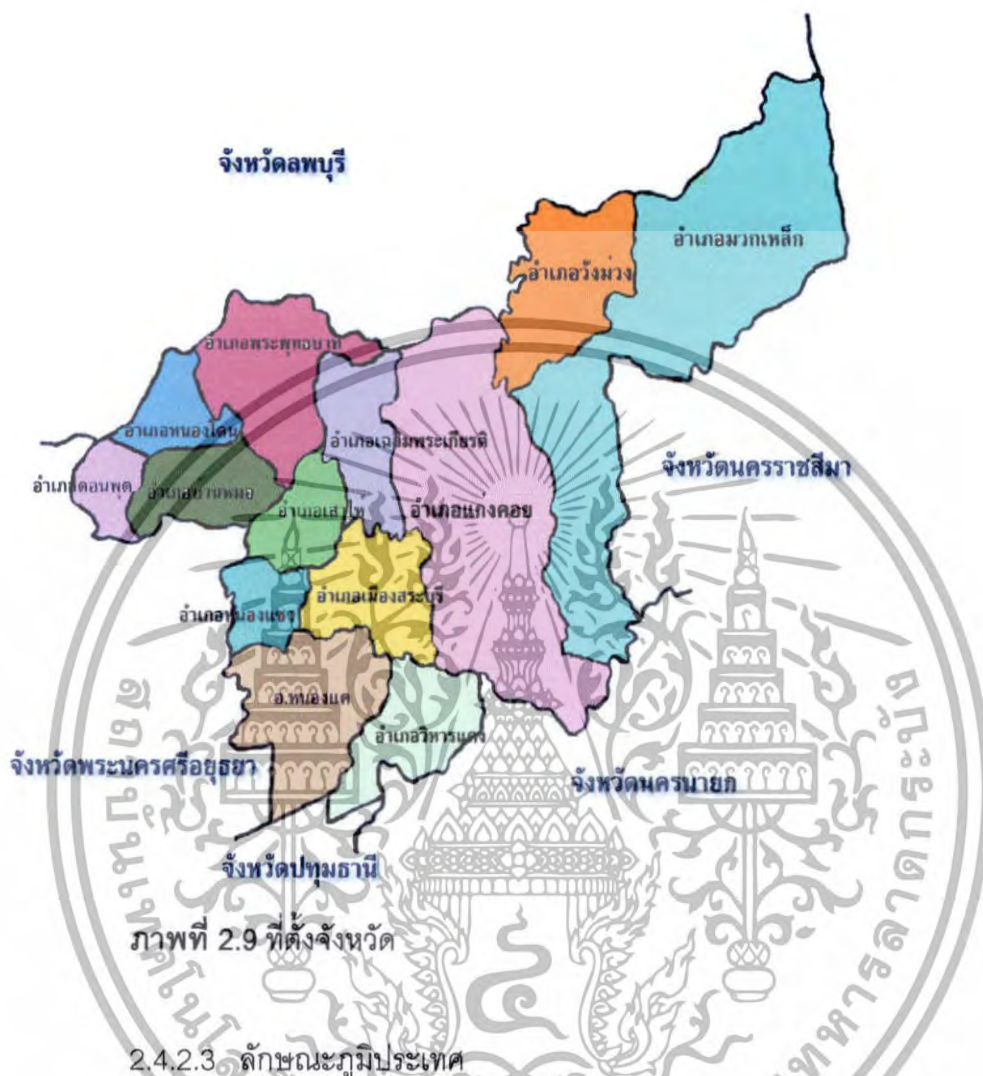 จังหวัดลพบุรี
อำเภอมวกเหล็ก
อำเภอวังม่วง
อำเภอพระพุทธบาท
อำเภอหนองโดน
อำเภอเฉลิมพระเกียรติ
จังหวัดนครราชสีมา
อำเภอดอนพุด
อำเภอบ้านหมอ
อำเภอเสาไห้
อำเภอแก่งคอย
อำเภอเมืองสระบุรี
อำเภอหนองแซง
อ.หนองแค
อำเภอวิหารแดง
จังหวัดพระนครศรีอยุธยา
จังหวัดนครนายก
จังหวัดปทุมธานี
ภาพที่ 2.9 ที่ตั้งจังหวัด
2.4.2.3 ลักษณะภูมิประเทศ